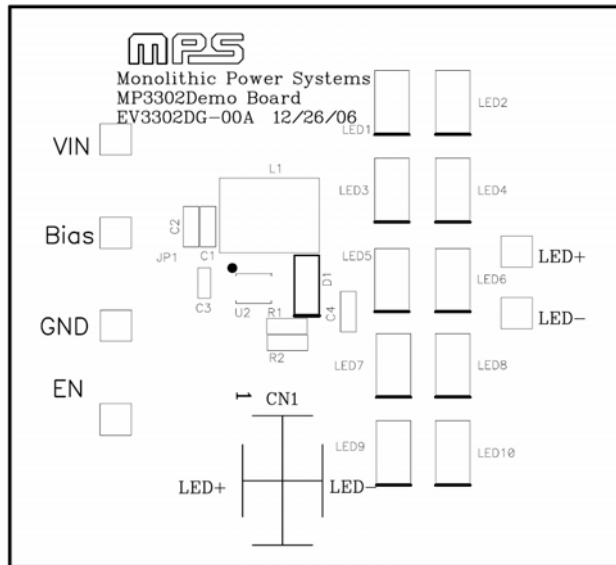 MPS
Monolithic Power Systems
MP3302Demo Board
EV3302DG-00A 12/26/06
LED1
LED2
VIN
L1
LED3
LED4
C2
Bias
C1
JP1
LED5
LED6
LED+
D1
C3
U2
R1
C4
LED-
GND
R2
LED7
LED8
EN
1
CN1
LED9
LED10
LED+
LED-